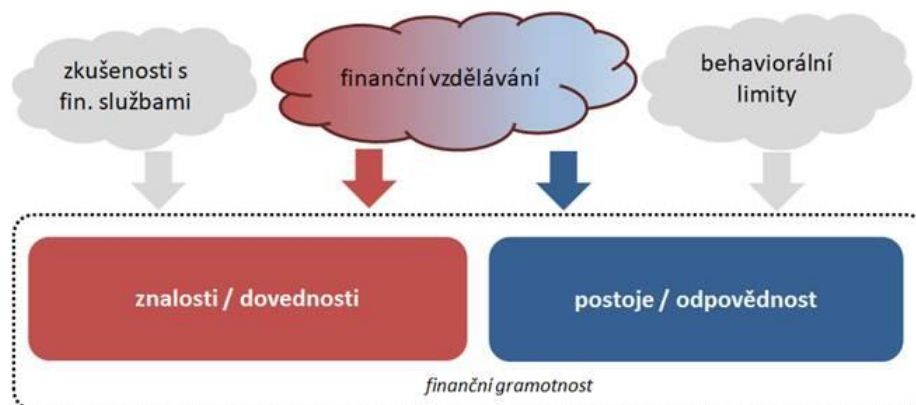 zkušenosti s
fin. službami
finanční vzdělávání
behaviorální
limity
znalosti / dovednosti
postoje / odpovědnost
finanční gramotnost